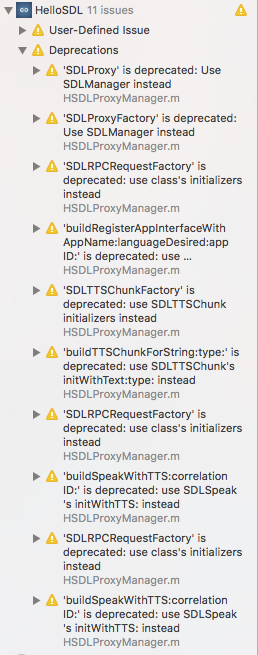 HelloSDL 11 issues
User-Defined Issue
Deprecations
'SDLProxy' is deprecated: Use
SDLManager instead
HSDLProxyManager.m
'SDLProxyFactory' is deprecated:
Use SDLManager instead
HSDLProxyManager.m
'SDLRPCRequestFactory' is
deprecated: use class's initializers
instead
HSDLProxyManager.m
'buildRegisterAppInterfaceWith
AppName:languageDesired:app
ID:' is deprecated: use ...
HSDLProxyManager.m
'SDLTTSChunkFactory' is
deprecated: use SDLTTSChunk
initializers instead
HSDLProxyManager.m
'buildTTSChunkForString:type:' is
deprecated: use SDLTTSChunk's
initWithText:type: instead
HSDLProxyManager.m
'SDLRPCRequestFactory' is
deprecated: use class's initializers
instead
HSDLProxyManager.m
'buildSpeakWithTTS:correlation
ID:' is deprecated: use SDLSpeak
's initWithTTS: instead
HSDLProxyManager.m
'SDLRPCRequestFactory' is
deprecated: use class's initializers
instead
HSDLProxyManager.m
'buildSpeakWithTTS:correlation
ID:' is deprecated: use SDLSpeak
's initWithTTS: instead
HSDLProxyManager.m